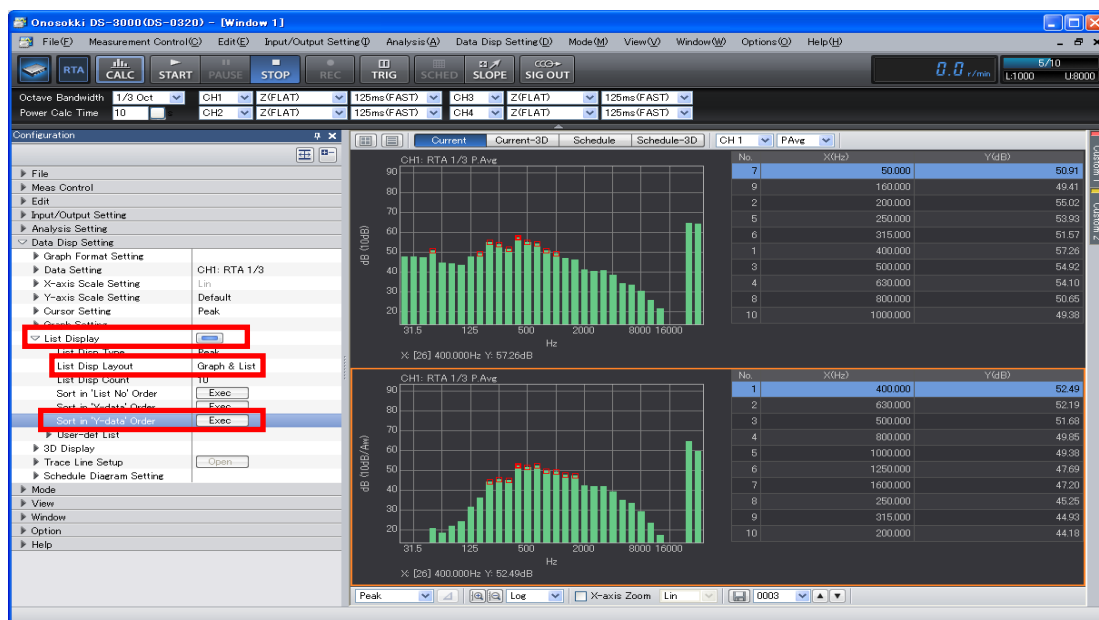 Onosokki DS-3000(DS-0320) - [Window 1]
File(F) Measurement Control(C) Edit(E) Input/Output Setting(I) Analysis(A) Data Disp Setting(D) Mode(M) View(V) Window(W) Options(O) Help(H)
RTA CALC START PAUSE STOP REC TRIG SCHED SLOPE SIG OUT 0.0 r/min 5/10 L:1000 U:8000
Octave Bandwidth 1/3 Oct CH1 Z(FLAT) 125ms(FAST) CH3 Z(FLAT) 125ms(FAST)
Power Calc Time 10 s CH2 Z(FLAT) 125ms(FAST) CH4 Z(FLAT) 125ms(FAST)
Configuration
File
Meas Control
Edit
Input/Output Setting
Analysis Setting
Data Disp Setting
Graph Format Setting
Data Setting CH1: RTA 1/3
X-axis Scale Setting Lin
Y-axis Scale Setting Default
Cursor Setting Peak
Graph Setting
List Display
List Disp Type Peak
List Disp Layout Graph & List
List Disp Count 10
Sort in 'List No' Order Exec
Sort in 'X-data' Order Exec
Sort in 'Y-data' Order Exec
User-def List
3D Display
Trace Line Setup Open
Schedule Diagram Setting
Mode
View
Window
Option
Help
Current Current-3D Schedule Schedule-3D CH 1 PAvg
CH1: RTA 1/3 P.Avg
90
80
70
60
50
40
30
20
dB (10dB)
31.5 125 500 2000 8000 16000
Hz
X: [26] 400.000Hz Y: 57.26dB
No. X(Hz) Y(dB)
7 50.000 50.91
9 160.000 49.41
2 200.000 55.02
5 250.000 53.93
6 315.000 51.57
1 400.000 57.26
3 500.000 54.92
4 630.000 54.10
8 800.000 50.65
10 1000.000 49.38
CH1: RTA 1/3 P.Avg
90
80
70
60
50
40
30
20
dB (10dB/Aw)
31.5 125 500 2000 8000 16000
Hz
X: [26] 400.000Hz Y: 52.49dB
No. X(Hz) Y(dB)
1 400.000 52.49
2 630.000 52.19
3 500.000 51.68
4 800.000 49.85
5 1000.000 49.38
6 1250.000 47.69
7 1600.000 47.20
8 250.000 45.25
9 315.000 44.93
10 200.000 44.18
Peak Log X-axis Zoom Lin 0003
Custom 1
Custom 2